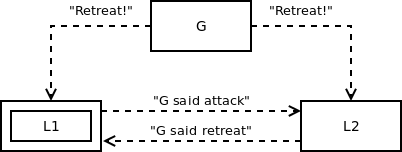 "Retreat!"
G
"Retreat!"
"G said attack"
L1
"G said retreat"
L2